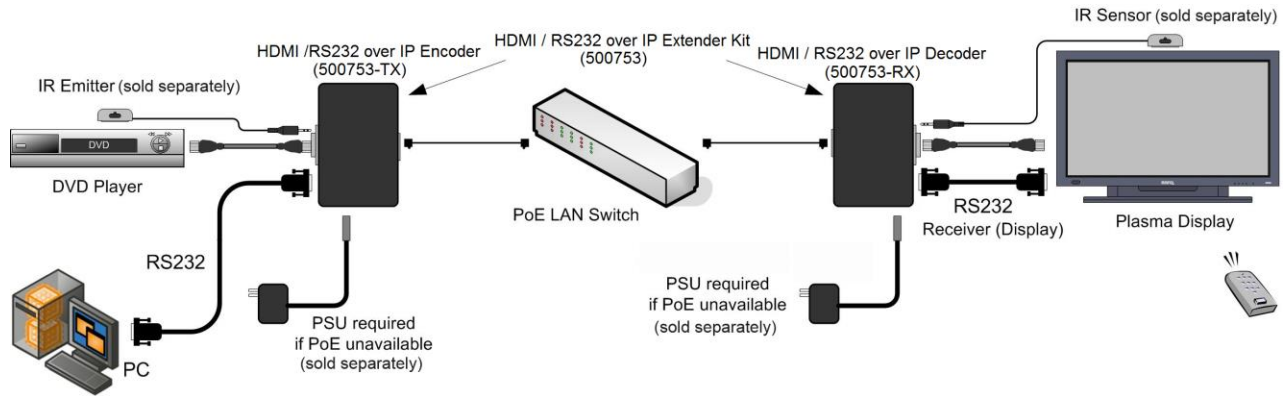 IR Sensor (sold separately)
HDMI /RS232 over IP Encoder
(500753-TX)
HDMI / RS232 over IP Extender Kit
(500753)
HDMI / RS232 over IP Decoder
(500753-RX)
IR Emitter (sold separately)
DVD
DVD Player
PoE LAN Switch
RS232
Receiver (Display)
Plasma Display
RS232
PSU required
if PoE unavailable
(sold separately)
PSU required
if PoE unavailable
(sold separately)
PC